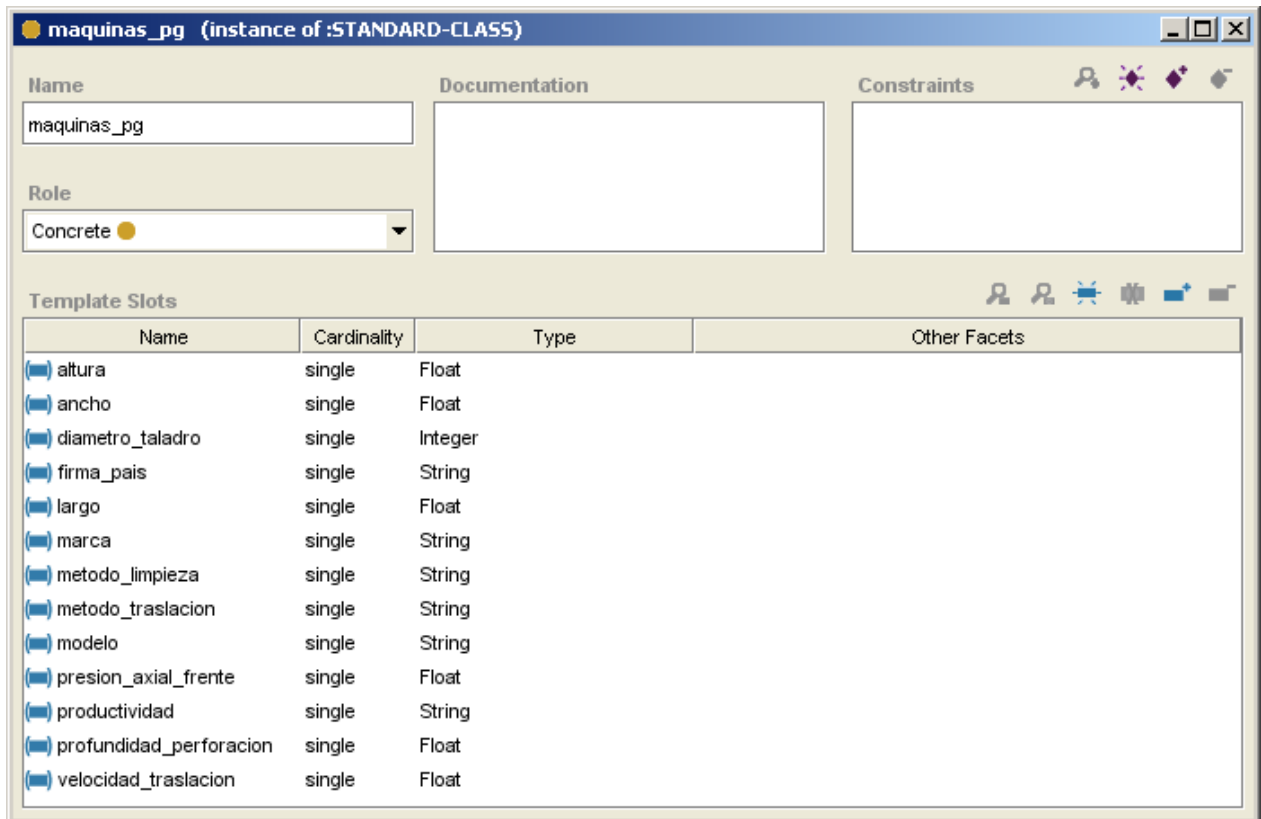 maquinas_pg (instance of :STANDARD-CLASS)
Name Documentation Constraints
maquinas_pg
Role
Concrete
Template Slots
Name Cardinality Type Other Facets
altura single Float
ancho single Float
diametro_taladro single Integer
firma_pais single String
largo single Float
marca single String
metodo_limpieza single String
metodo_traslacion single String
modelo single String
presion_axial_frente single Float
productividad single String
profundidad_perforacion single Float
velocidad_traslacion single Float